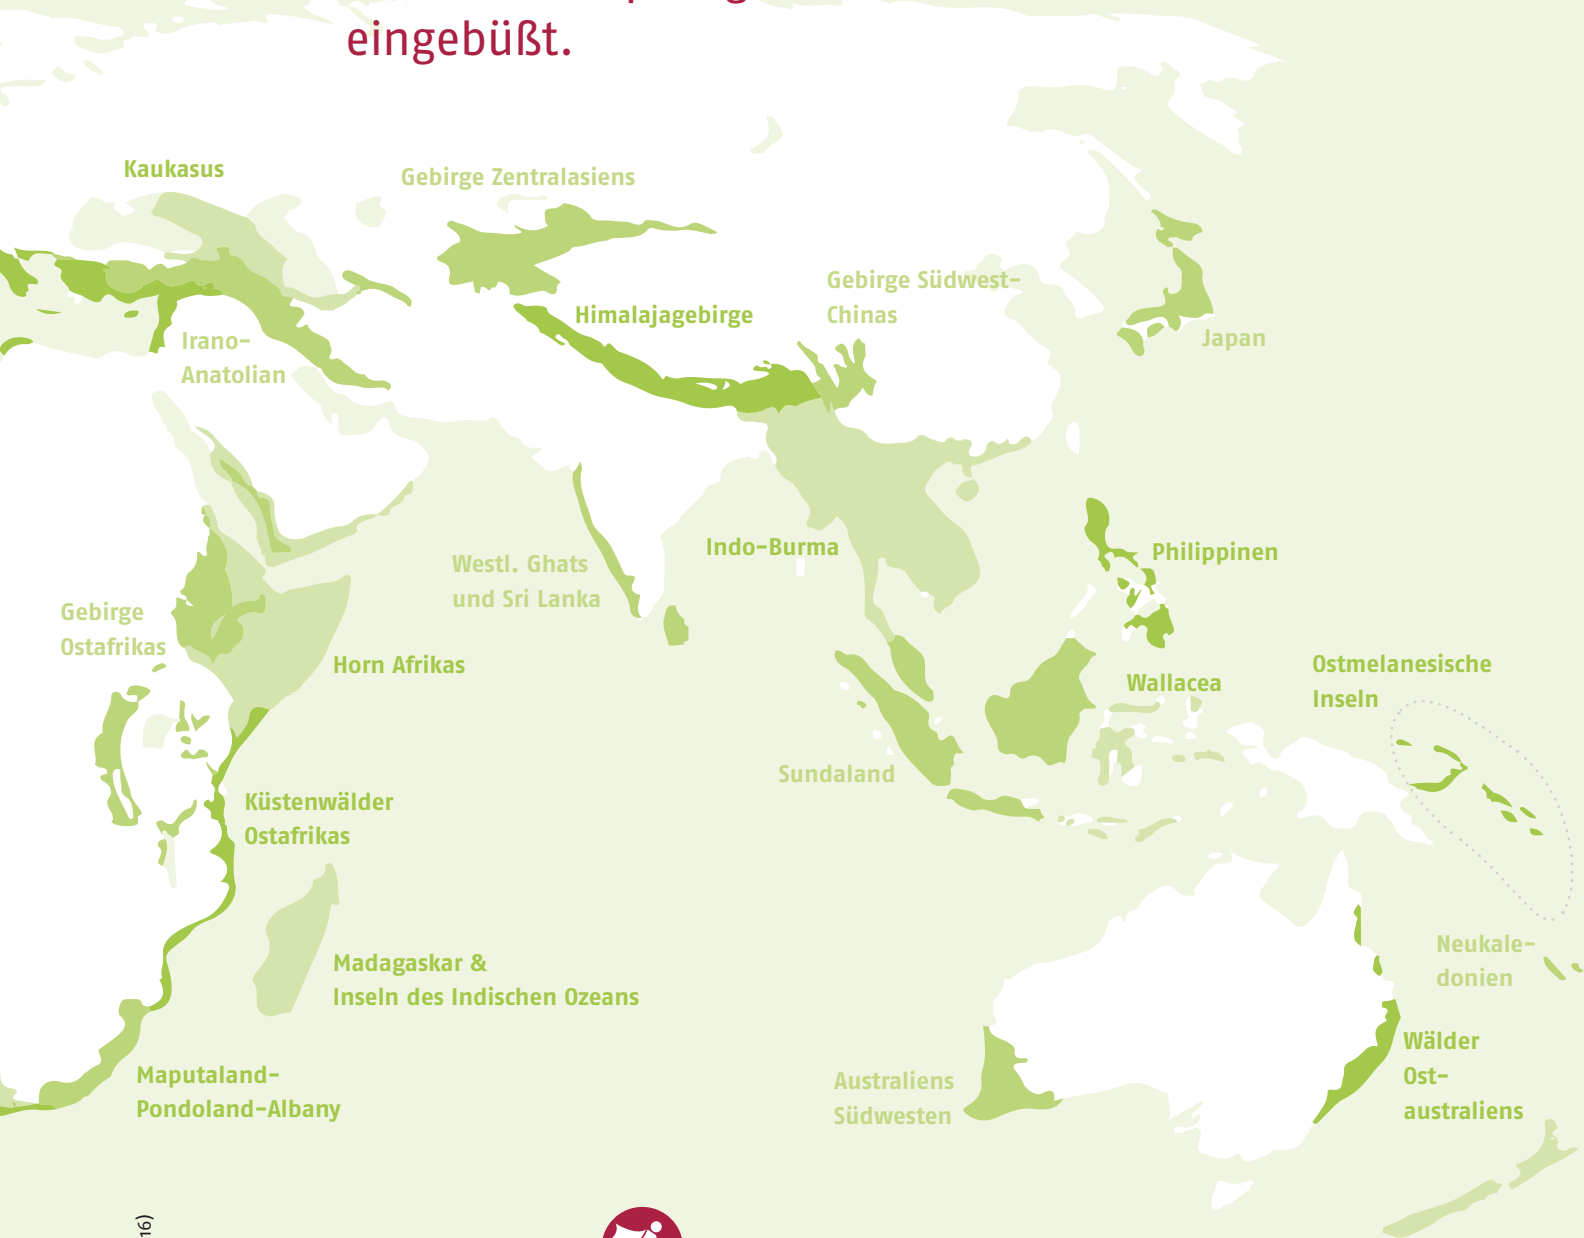 eingebüßt.
Kaukasus
Gebirge Zentralasiens
Gebirge Südwest-
Chinas
Himalajagebirge
Japan
Irano-
Anatolian
Indo-Burma
Philippinen
Westl. Ghats
und Sri Lanka
Gebirge
Ostafrikas
Horn Afrikas
Wallacea
Ostmelanesische
Inseln
Sundaland
Küstenwälder
Ostafrikas
Madagaskar &
Inseln des Indischen Ozeans
Neukale-
donien
Maputaland-
Pondoland-Albany
Australiens
Südwesten
Wälder
Ost-
australiens
16)